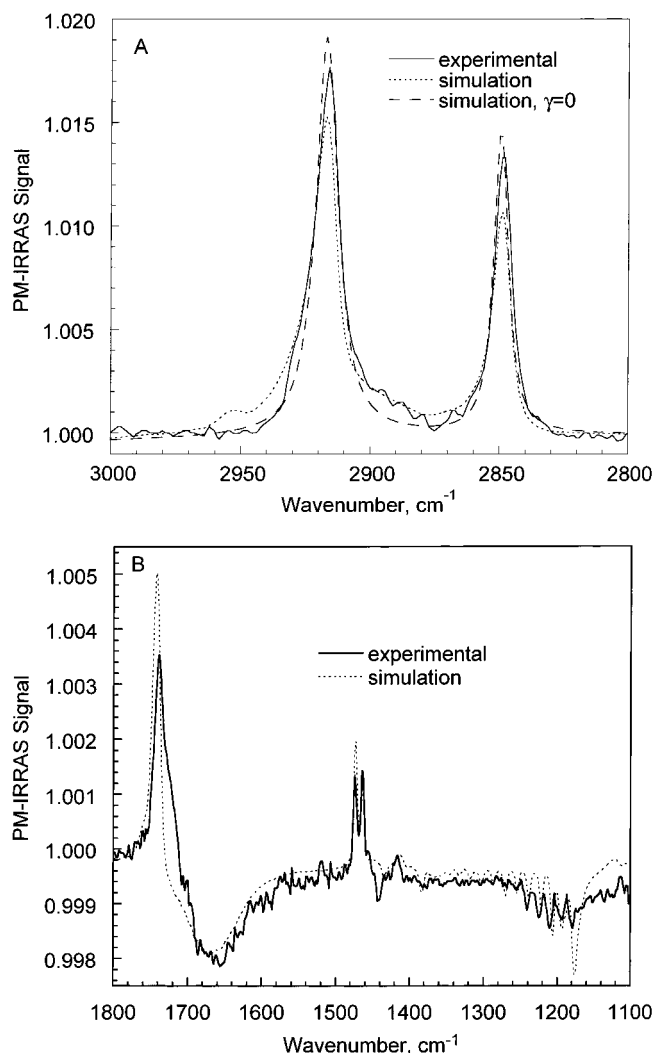 A
experimental
simulation
simulation, γ=0
PM-IRRAS Signal
1.020
1.015
1.010
1.005
1.000
3000 2950 2900 2850 2800
Wavenumber, cm-1
B
experimental
simulation
PM-IRRAS Signal
1.005
1.004
1.003
1.002
1.001
1.000
0.999
0.998
1800 1700 1600 1500 1400 1300 1200 1100
Wavenumber, cm-1